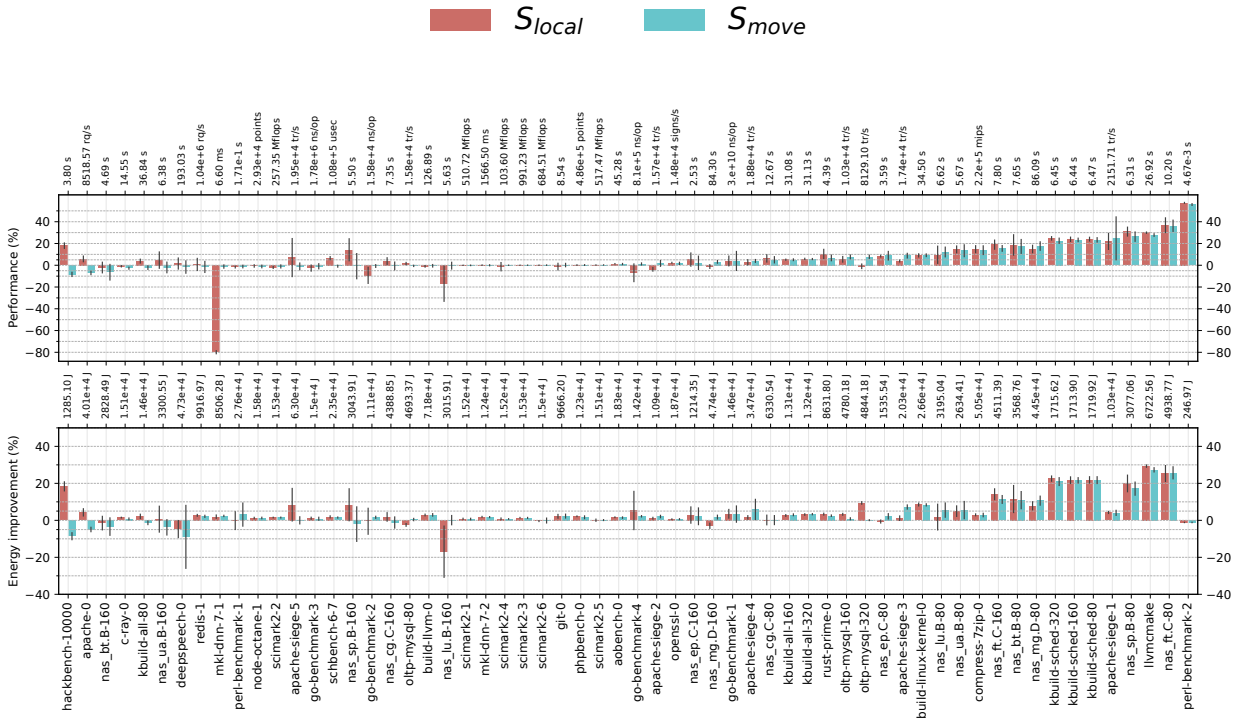 S_local S_move
3.80 s
8518.57 rq/s
4.69 s
14.55 s
36.84 s
6.38 s
193.03 s
1.04e+6 rq/s
6.60 ms
1.71e-1 s
2.93e+4 points
257.35 Mflops
1.95e+4 tr/s
1.78e+6 ns/op
1.08e+5 usec
5.50 s
1.58e+4 ns/op
7.35 s
1.58e+4 tr/s
126.89 s
5.63 s
510.72 Mflops
1566.50 ms
103.60 Mflops
991.23 Mflops
684.51 Mflops
8.54 s
4.86e+5 points
517.47 Mflops
45.28 s
8.1e+5 ns/op
1.57e+4 tr/s
1.48e+4 signs/s
2.53 s
84.30 s
3e+10 ns/op
1.88e+4 tr/s
12.67 s
31.08 s
31.13 s
4.39 s
1.03e+4 tr/s
8129.10 tr/s
3.59 s
1.74e+4 tr/s
34.50 s
6.62 s
5.67 s
2.2e+5 mips
7.80 s
7.65 s
86.09 s
6.45 s
6.44 s
6.47 s
2151.71 tr/s
6.31 s
26.92 s
10.20 s
4.67e-3 s
Performance (%)
40 40
20 20
0 0
−20 −20
−40 −40
−60 −60
−80 −80
1285.10 J
4.01e+4 J
2828.49 J
1.51e+4 J
1.46e+4 J
3300.55 J
4.73e+4 J
9916.97 J
8506.28 J
2.76e+4 J
1.58e+4 J
1.53e+4 J
6.30e+4 J
1.5e+4 J
1.15e+4 J
3043.91 J
1.11e+4 J
4388.85 J
4693.37 J
7.18e+4 J
3015.91 J
1.52e+4 J
1.24e+4 J
1.52e+4 J
1.53e+4 J
1.5e+4 J
9666.20 J
1.23e+4 J
1.51e+4 J
1.83e+4 J
1.42e+4 J
1.09e+4 J
1.87e+4 J
1214.35 J
4.74e+4 J
1.46e+4 J
3.47e+4 J
6330.54 J
1.31e+4 J
1.32e+4 J
8631.80 J
4780.18 J
4844.18 J
1535.54 J
2.03e+4 J
2.66e+4 J
3195.04 J
2634.41 J
5.05e+4 J
4511.39 J
3568.76 J
4.45e+4 J
1715.62 J
1713.90 J
1719.92 J
1.03e+4 J
3077.06 J
6722.56 J
4938.77 J
246.97 J
Energy improvement (%)
40 40
20 20
0 0
−20 −20
−40 −40
hackbench-10000
apache-0
nas_bt.B-160
c-ray-0
kbuild-all-80
nas_ua.B-160
deepspeech-0
redis-1
mkl-dnn-7-1
perl-benchmark-1
node-octane-1
scimark2-1
apache-siege-5
go-benchmark-3
schbench-6-7
nas_sp.B-160
go-benchmark-2
nas_cg.C-160
oltp-mysql-80
build-llvm-0
nas_lu.B-160
scimark2-1
mkl-dnn-7-2
scimark2-4
scimark2-3
scimark2-6
git-0
phpbench-0
scimark2-5
aobench-0
go-benchmark-4
apache-siege-2
openssl-0
nas_ep.C-160
nas_mg.D-160
go-benchmark-1
apache-siege-4
nas_cg.C-80
kbuild-all-160
kbuild-all-320
rust-prime-0
oltp-mysql-160
oltp-mysql-320
nas_ep.C-80
apache-siege-3
build-linux-kernel-0
nas_lu.B-80
nas_ua.B-80
compress-7zip-0
nas_ft.C-160
nas_bt.B-80
nas_mg.D-80
kbuild-sched-320
kbuild-sched-160
kbuild-sched-80
apache-siege-1
nas_sp.B-80
llvmcmake
nas_ft.C-80
perl-benchmark-2